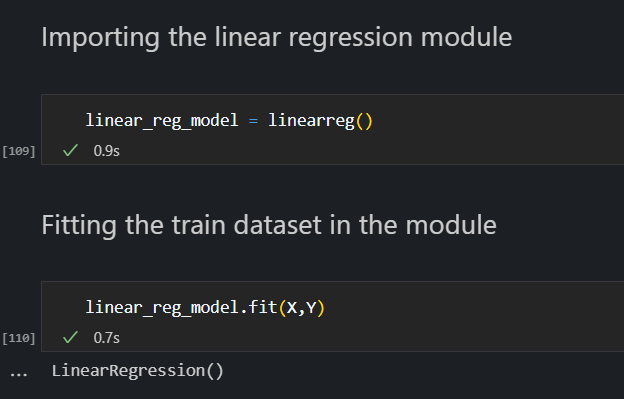 Importing the linear regression module
linear_reg_model = linearreg()
[109]
0.9s
Fitting the train dataset in the module
linear_reg_model.fit(X,Y)
[110]
0.7s
... LinearRegression()